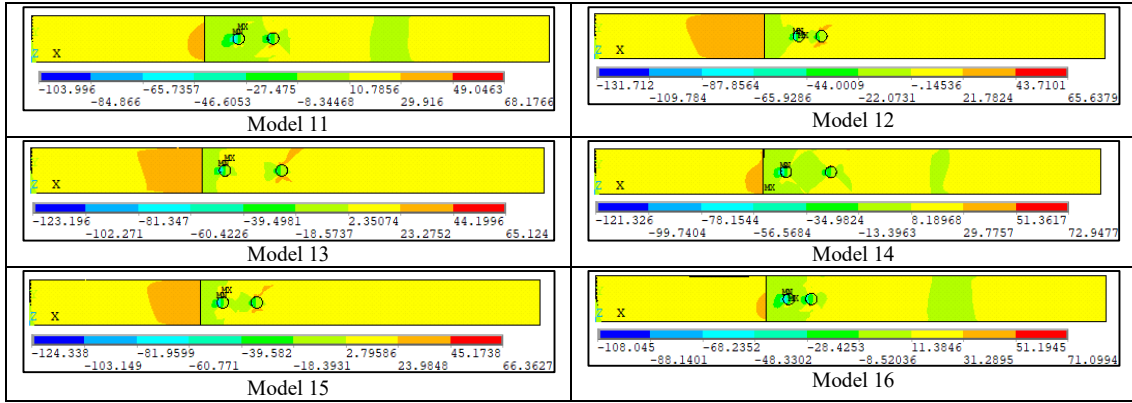 MX
MN
Z X
-103.996 -65.7357 -27.475 10.7856 49.0463
-84.866 -46.6053 -8.34468 29.916 68.1766
Model 11
MN
MX
Z X
-131.712 -87.8564 -44.0009 -.14536 43.7101
-109.784 -65.9286 -22.0731 21.7824 65.6379
Model 12
MX
MN
Z X
-123.196 -81.347 -39.4981 2.35074 44.1996
-102.271 -60.4226 -18.5737 23.2752 65.124
Model 13
MN
MX
Z X
-121.326 -78.1544 -34.9824 8.18968 51.3617
-99.7404 -56.5684 -13.3963 29.7757 72.9477
Model 14
MX
MN
Z X
-124.338 -81.9599 -39.582 2.79586 45.1738
-103.149 -60.771 -18.3931 23.9848 66.3627
Model 15
MN
MX
Z X
-108.045 -68.2352 -28.4253 11.3846 51.1945
-88.1401 -48.3302 -8.52036 31.2895 71.0994
Model 16